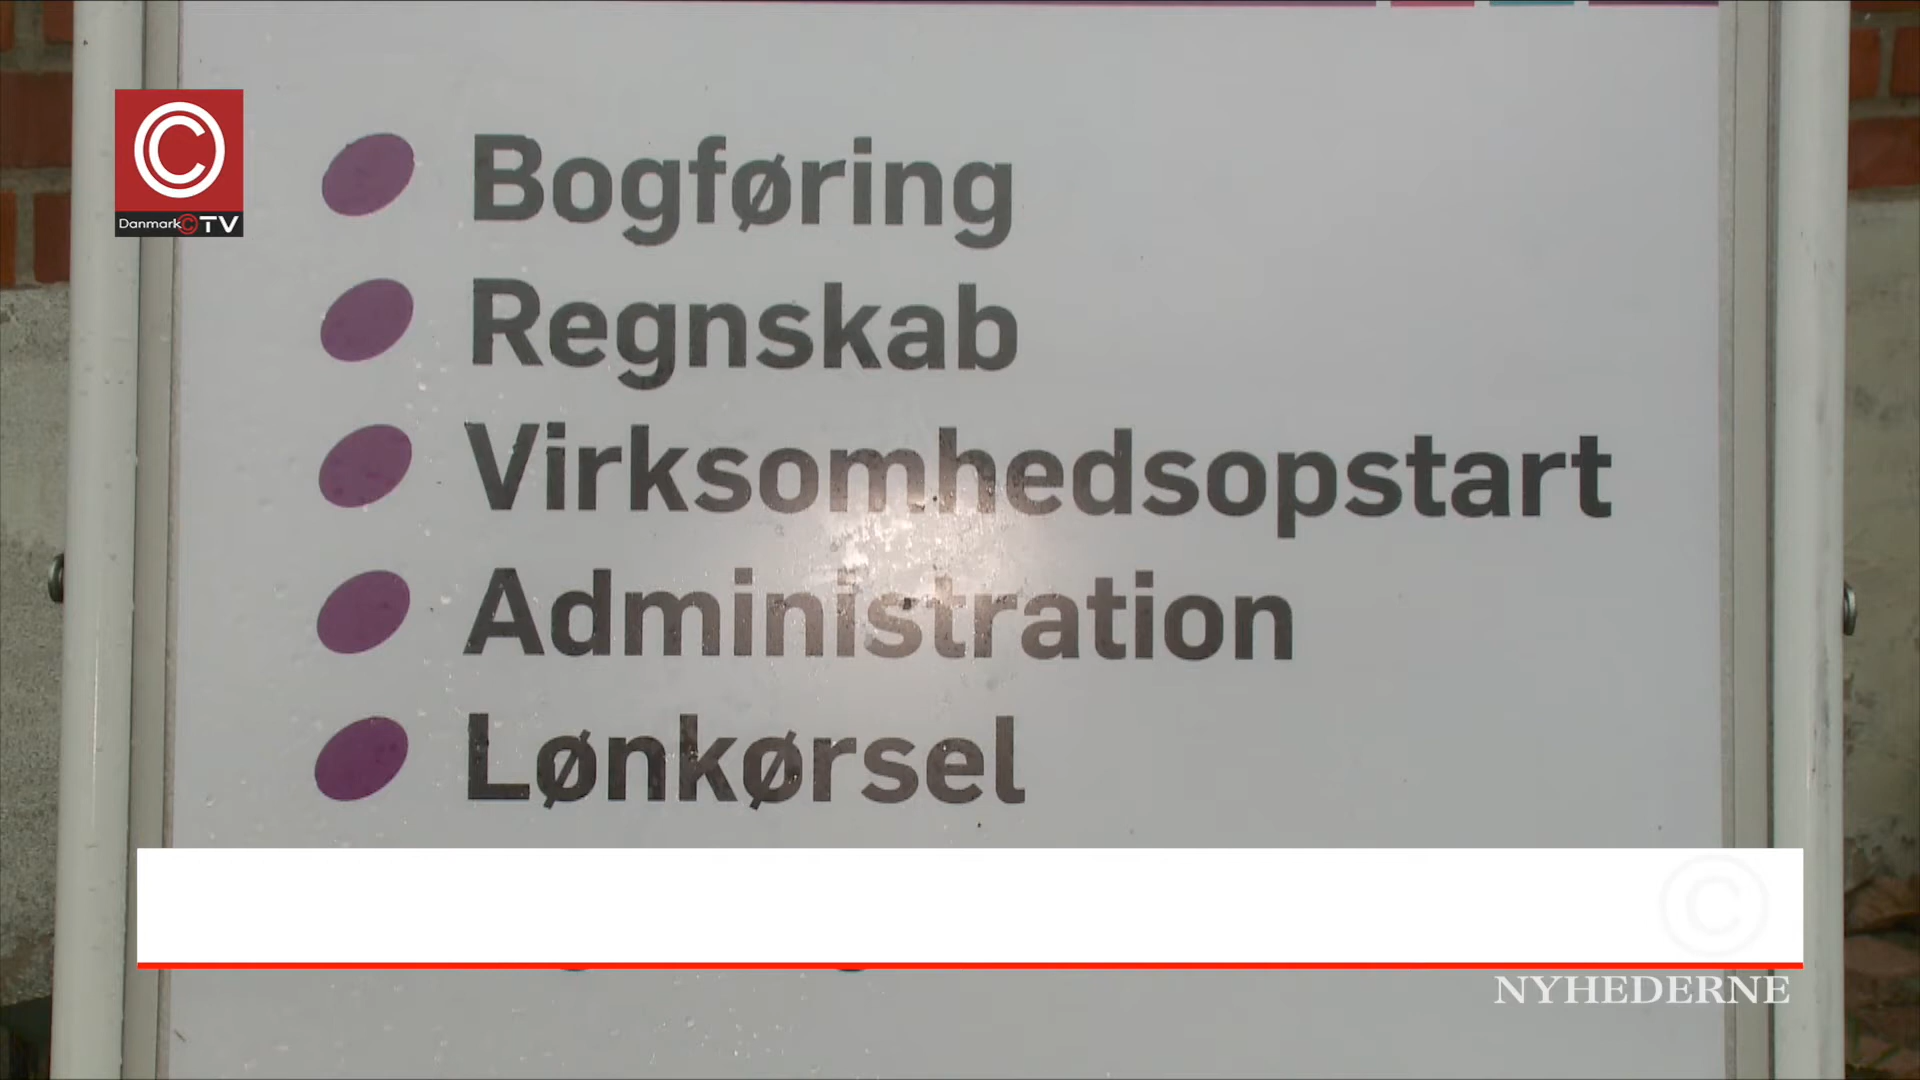 Danmark C TV
Bogføring
Regnskab
Virksomhedsopstart
Administration
Lønkørsel
NYHEDERNE